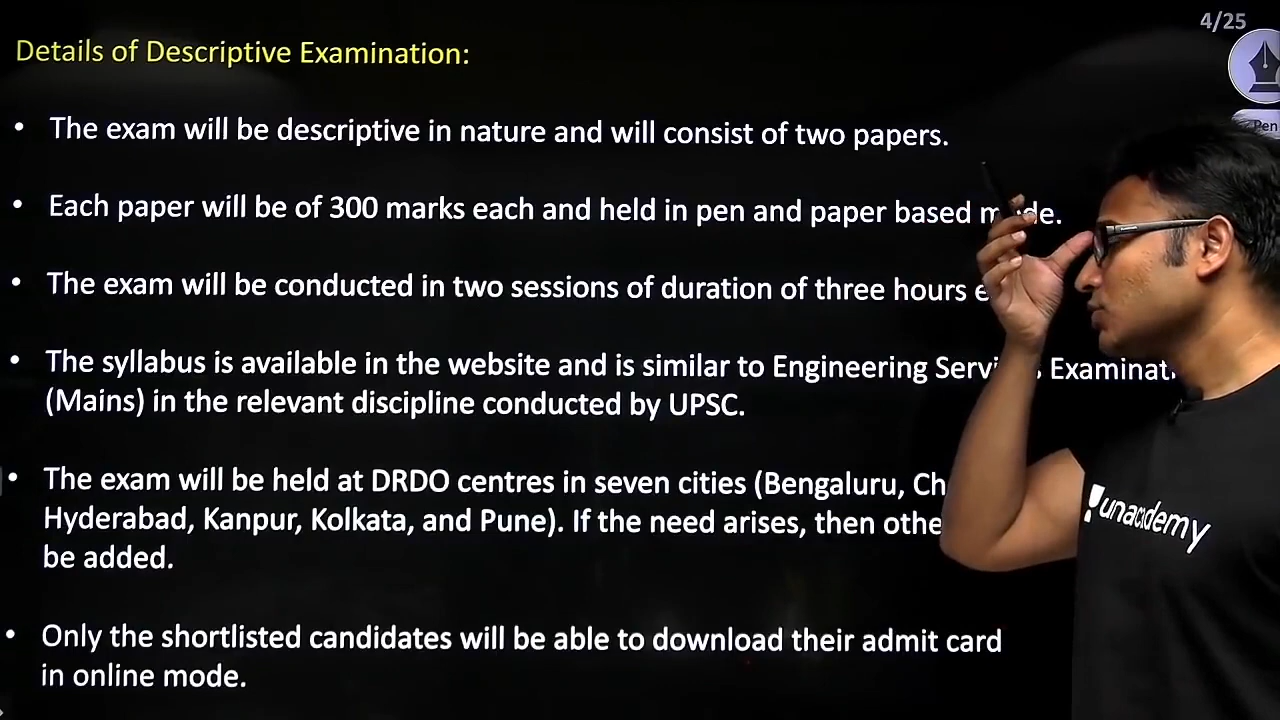 4/25
Details of Descriptive Examination:
Pen
• The exam will be descriptive in nature and will consist of two papers.
• Each paper will be of 300 marks each and held in pen and paper based
• The exam will be conducted in two sessions of duration of three hours
• The syllabus is available in the website and is similar to Engineering
(Mains) in the relevant discipline conducted by UPSC.
• The exam will be held at DRDO centres in seven cities (Bengaluru,
Hyderabad, Kanpur, Kolkata, and Pune). If the need arises, then
be added.
• Only the shortlisted candidates will be able to download their admit card
in online mode.
unacademy